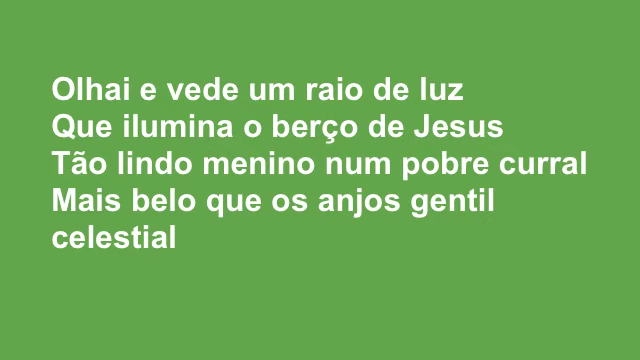 Olhai e vede um raio de luz
Que ilumina o berço de Jesus
Tão lindo menino num pobre curral
Mais belo que os anjos gentil
celestial